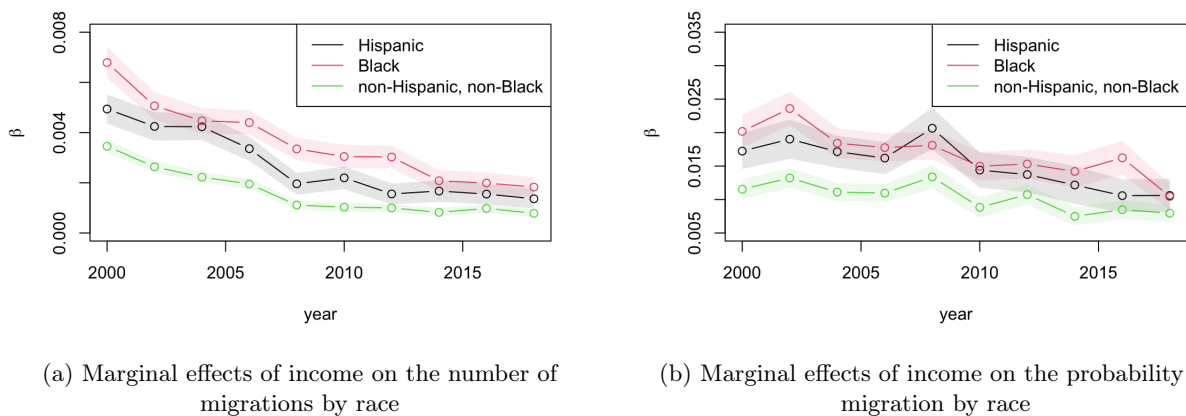 0.008
0.004
0.000
β
Hispanic
Black
non-Hispanic, non-Black
2000
2005
2010
2015
year
(a) Marginal effects of income on the number of
migrations by race
0.035
0.025
0.015
0.005
β
Hispanic
Black
non-Hispanic, non-Black
2000
2005
2010
2015
year
(b) Marginal effects of income on the probability
migration by race